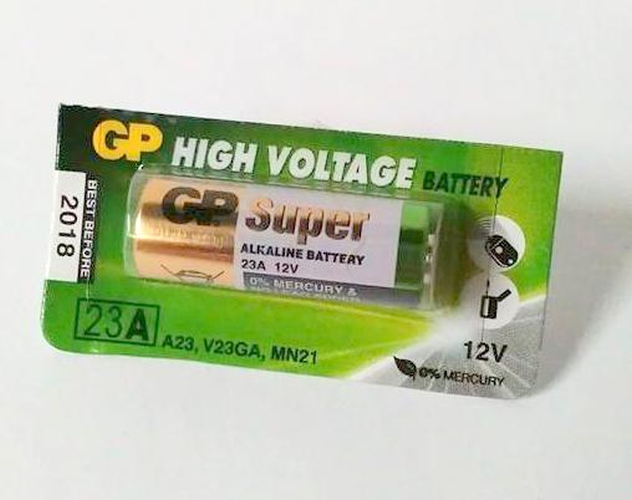 GP HIGH VOLTAGE BATTERY
BEST BEFORE
2018
GP Super
ALKALINE BATTERY
23A 12V
0% MERCURY &
23A A23, V23GA, MN21
12V
0% MERCURY